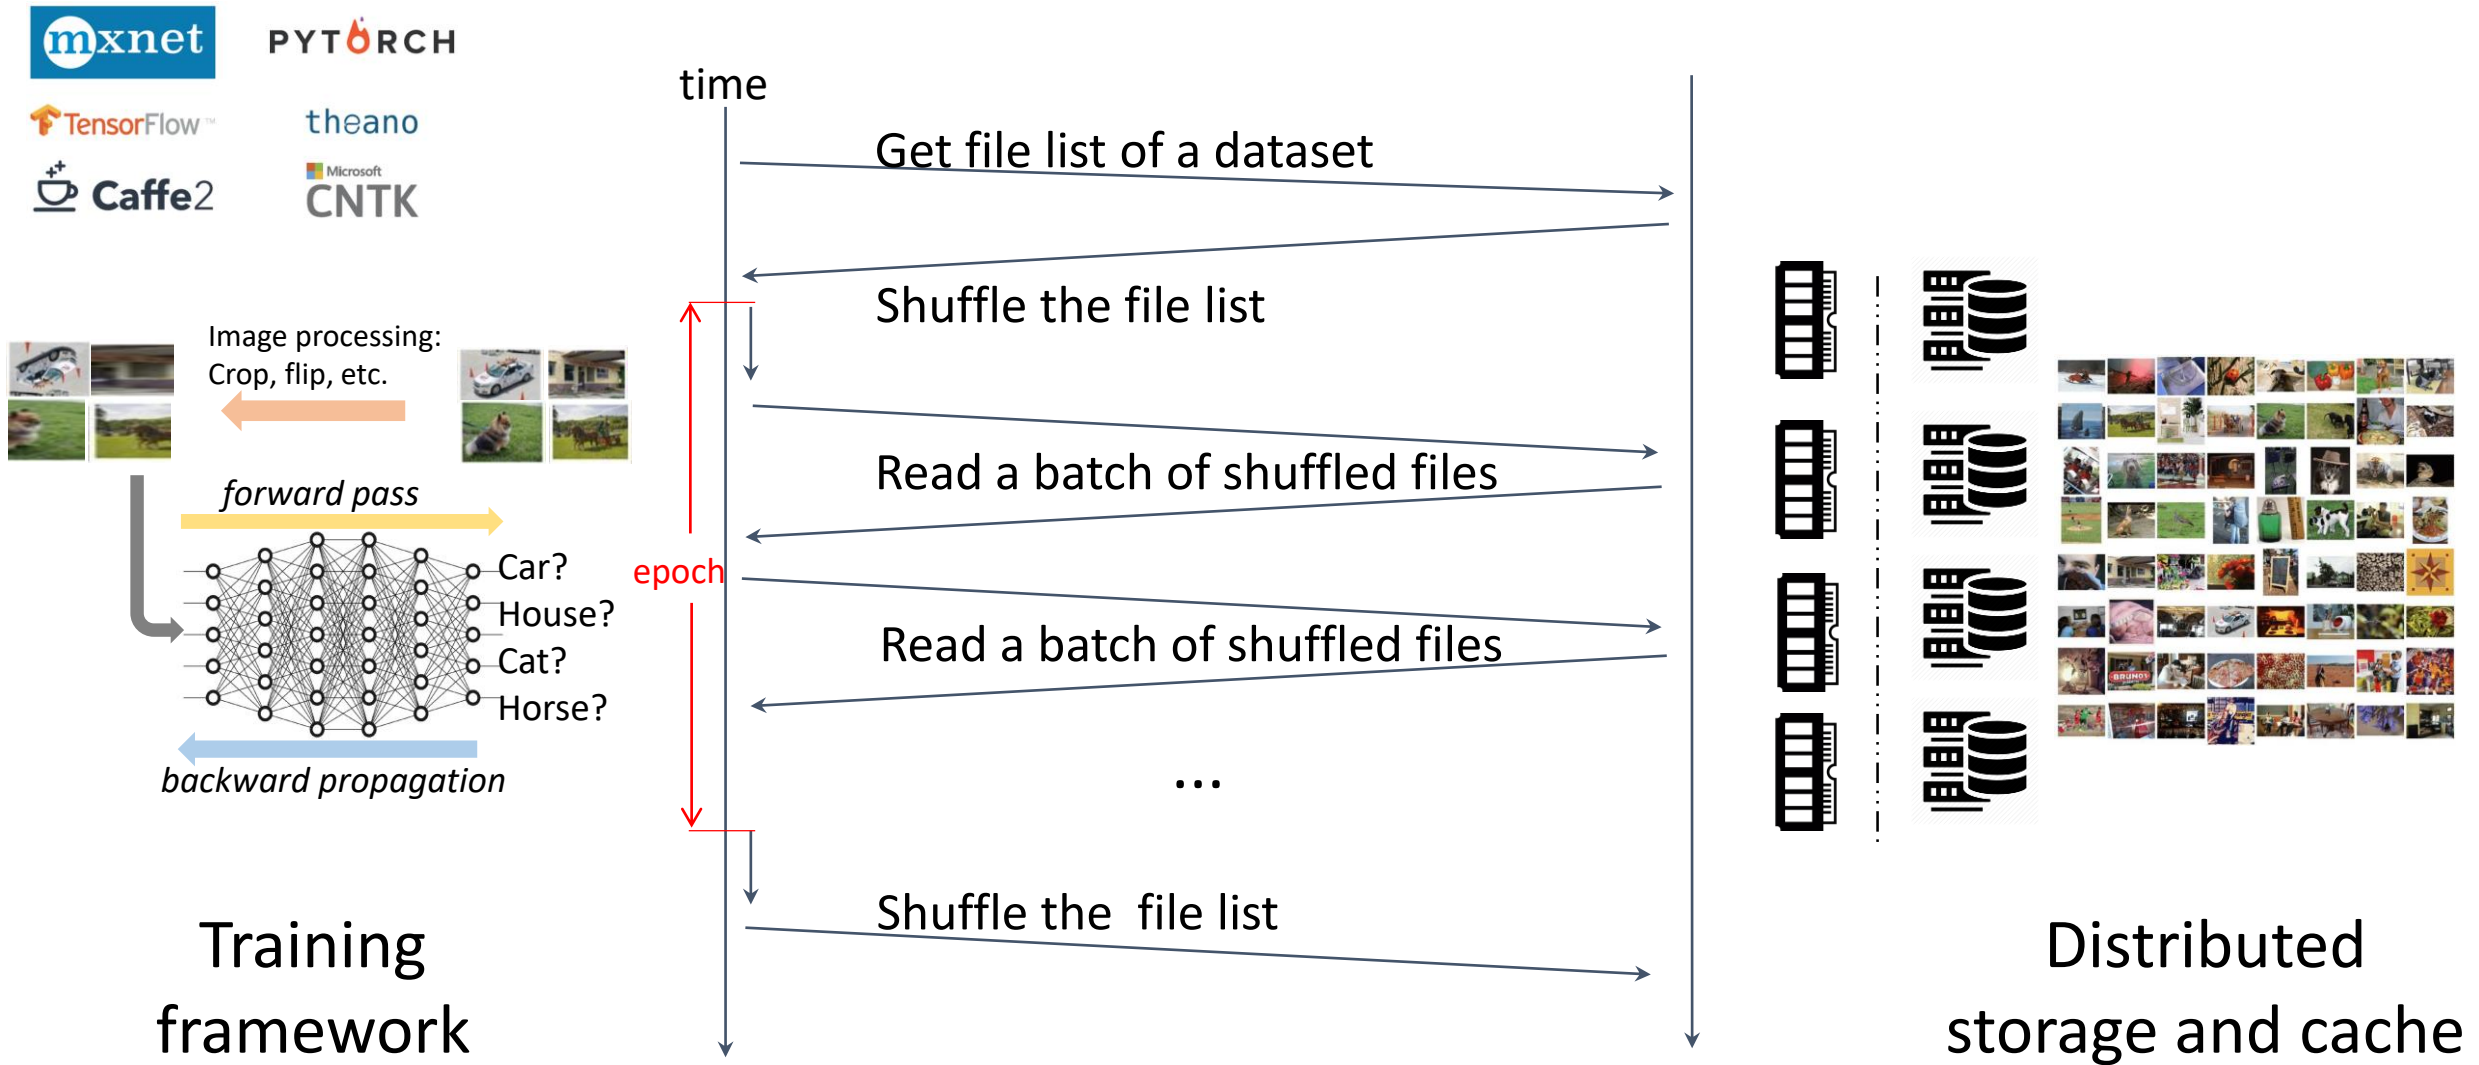 mxnet
PYTORCH
TensorFlow™
theano
Caffe2
Microsoft
CNTK
time
Get file list of a dataset
Shuffle the file list
Image processing:
Crop, flip, etc.
Read a batch of shuffled files
forward pass
Car?
House?
Cat?
Horse?
epoch
Read a batch of shuffled files
backward propagation
...
Shuffle the file list
Training
framework
Distributed
storage and cache
BRUNO'S